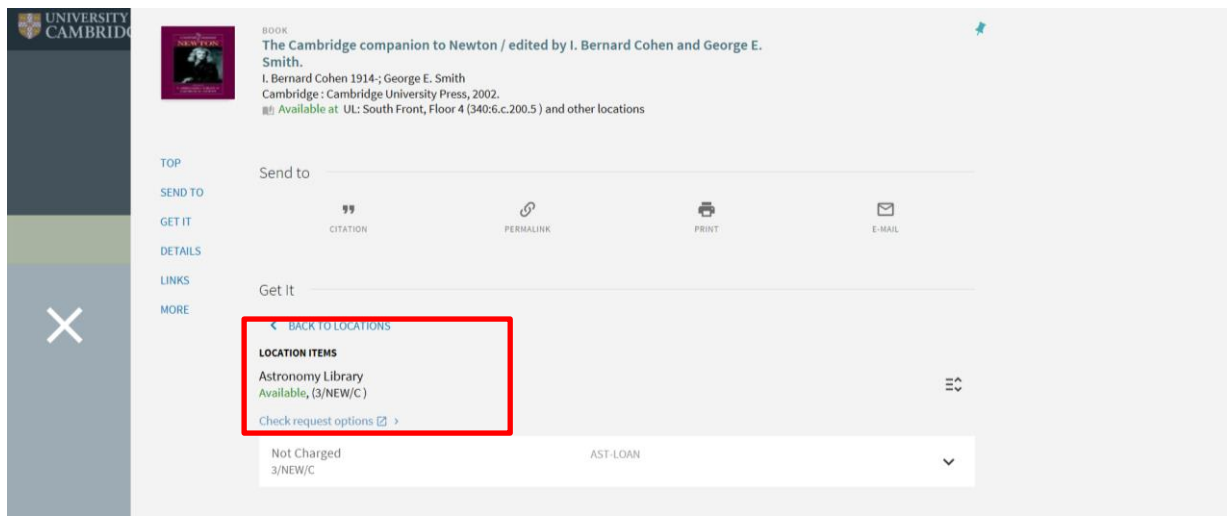 UNIVERSITY
CAMBRID
NEWTON
BOOK
The Cambridge companion to Newton / edited by I. Bernard Cohen and George E.
Smith.
I. Bernard Cohen 1914-; George E. Smith
Cambridge : Cambridge University Press, 2002.
Available at UL: South Front, Floor 4 (340:6.c.200.5 ) and other locations
TOP
SEND TO
GET IT
DETAILS
LINKS
MORE
Send to
CITATION
PERMALINK
PRINT
E-MAIL
Get It
BACK TO LOCATIONS
LOCATION ITEMS
Astronomy Library
Available, (3/NEW/C )
Check request options
Not Charged
AST-LOAN
3/NEW/C